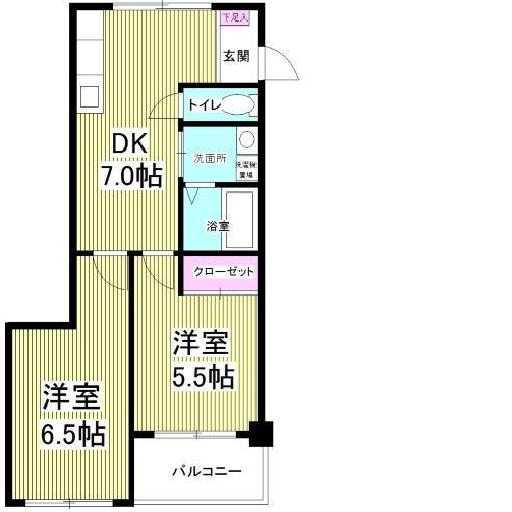 下足入
玄関
トイレ
DK
7.0帖
洗面所
洗濯機
置場
浴室
クローゼット
洋室
5.5帖
洋室
6.5帖
バルコニー